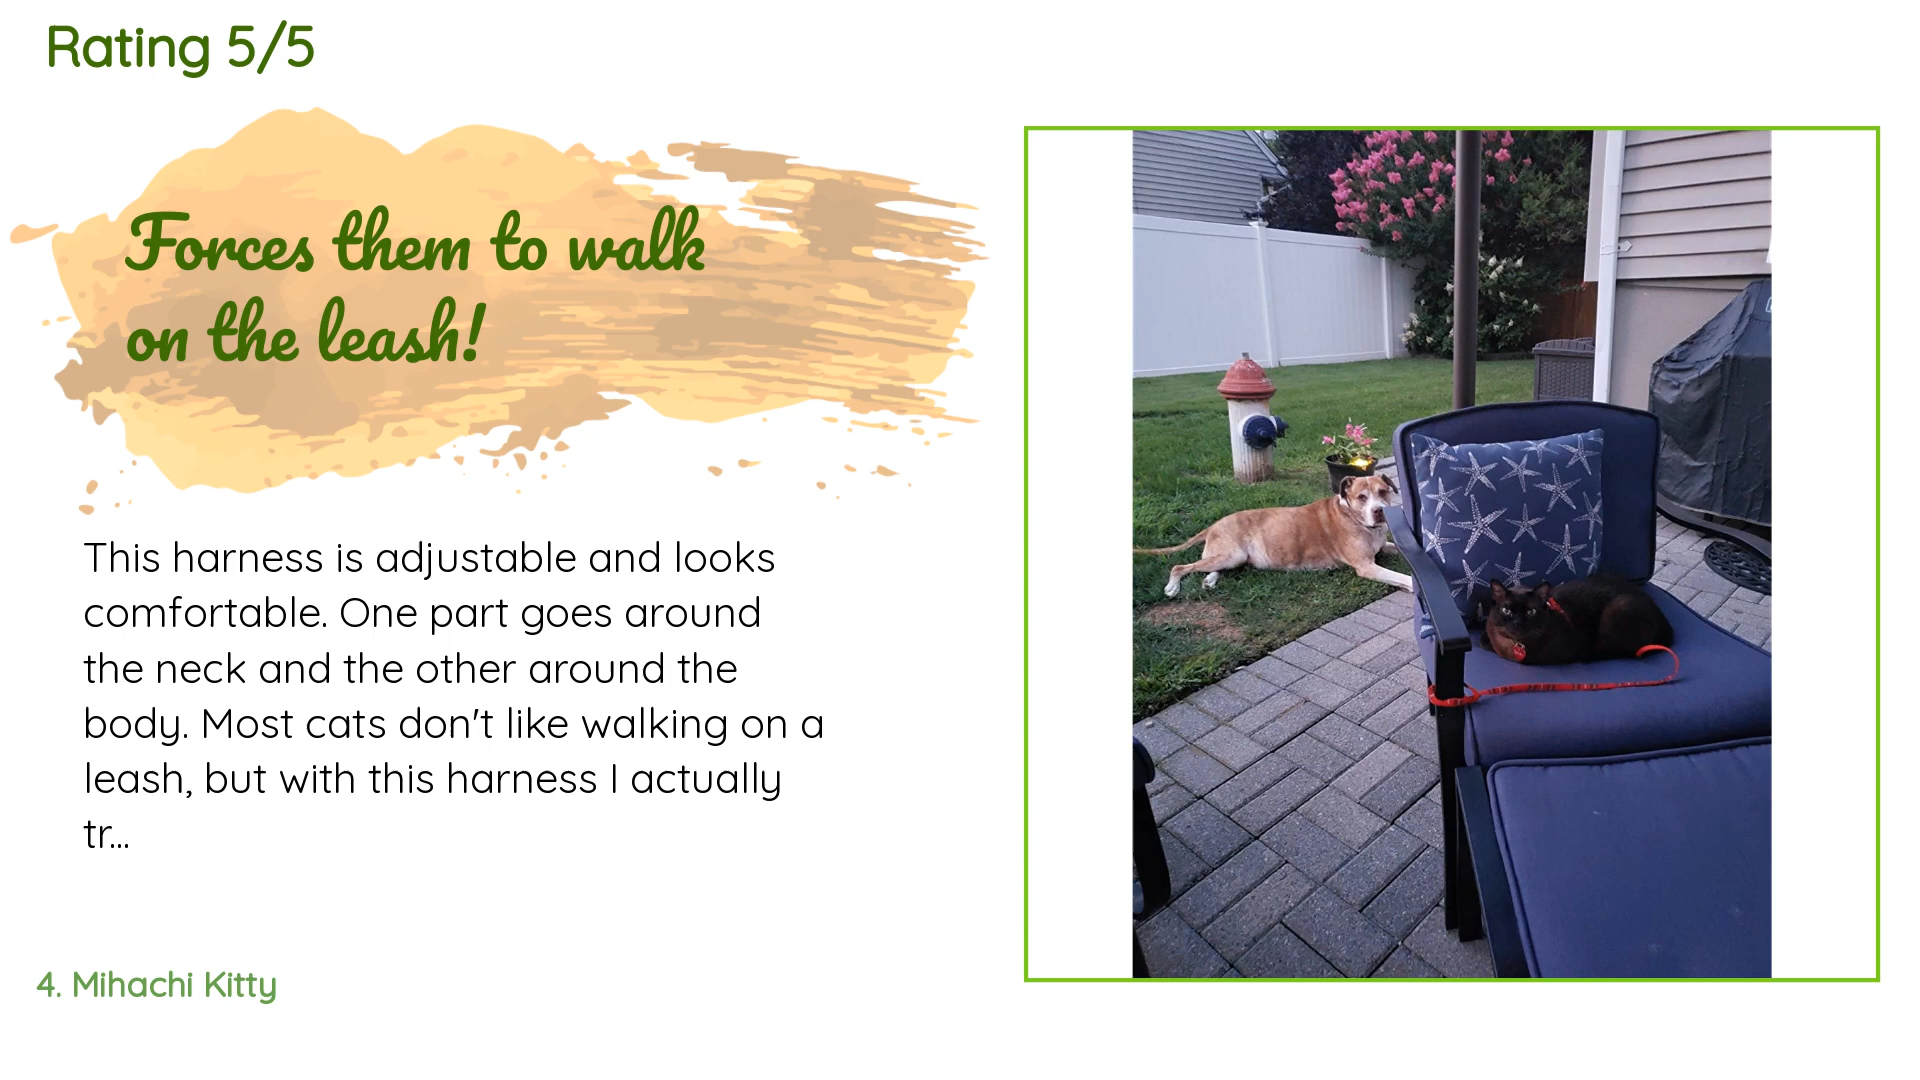 Rating 5/5
Forces them to walk
on the leash!
This harness is adjustable and looks
comfortable. One part goes around
the neck and the other around the
body. Most cats don't like walking on a
leash, but with this harness I actually
tr...
4. Mihachi Kitty